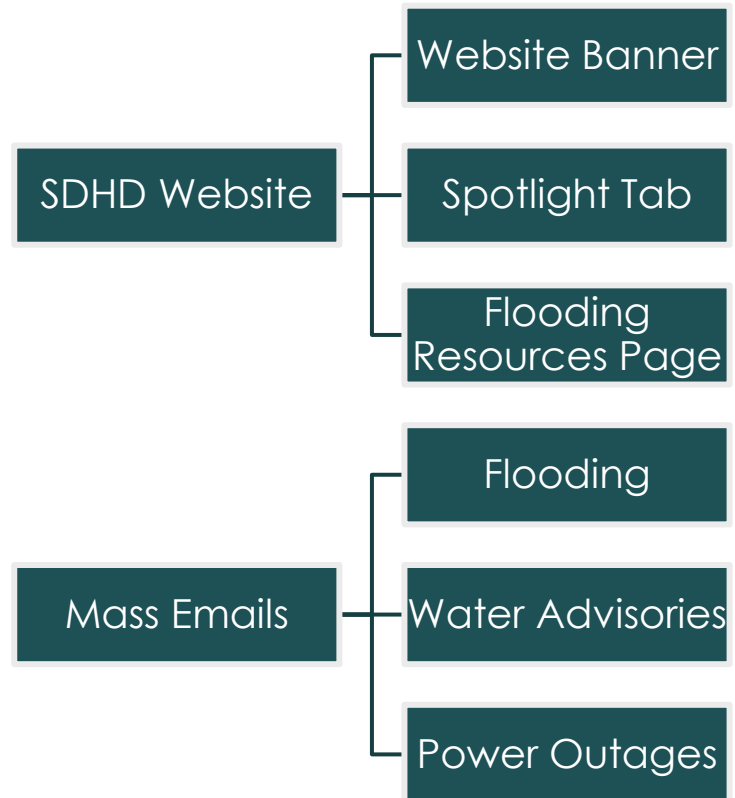 SDHD Website
Website Banner
Spotlight Tab
Flooding
Resources Page
Mass Emails
Flooding
Water Advisories
Power Outages